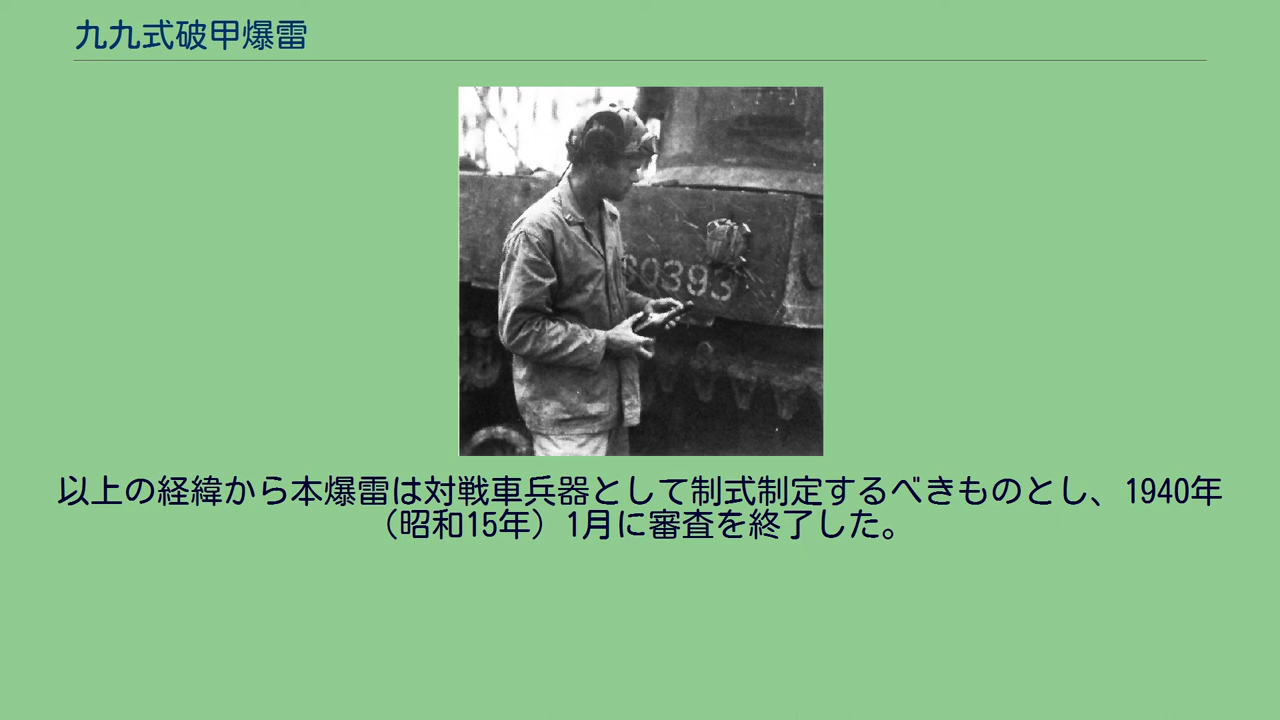 九九式破甲爆雷
60393
以上の経緯から本爆雷は対戦車兵器として制式制定するべきものとし、1940年
（昭和15年）1月に審査を終了した。